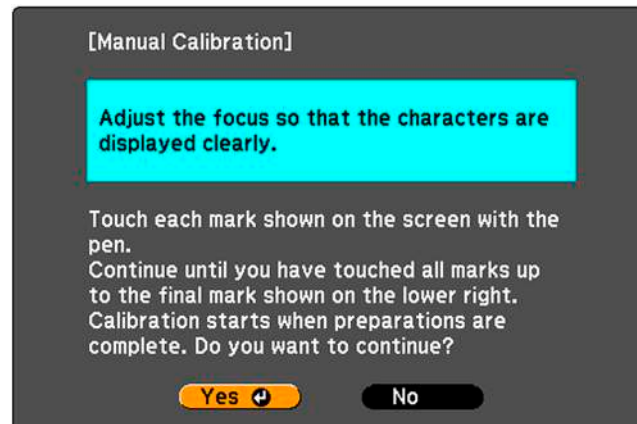 [Manual Calibration]
Adjust the focus so that the characters are
displayed clearly.
Touch each mark shown on the screen with the
pen.
Continue until you have touched all marks up
to the final mark shown on the lower right.
Calibration starts when preparations are
complete. Do you want to continue?
Yes No